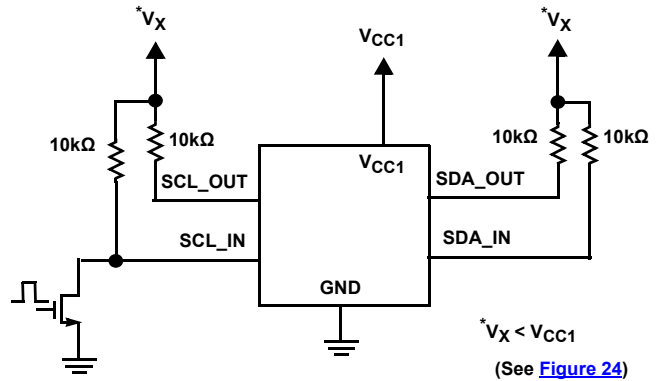 *VX
VCC1
*VX
10kΩ
10kΩ
10kΩ
10kΩ
VCC1
SCL_OUT
SDA_OUT
SCL_IN
SDA_IN
GND
*VX < VCC1
(See Figure 24)